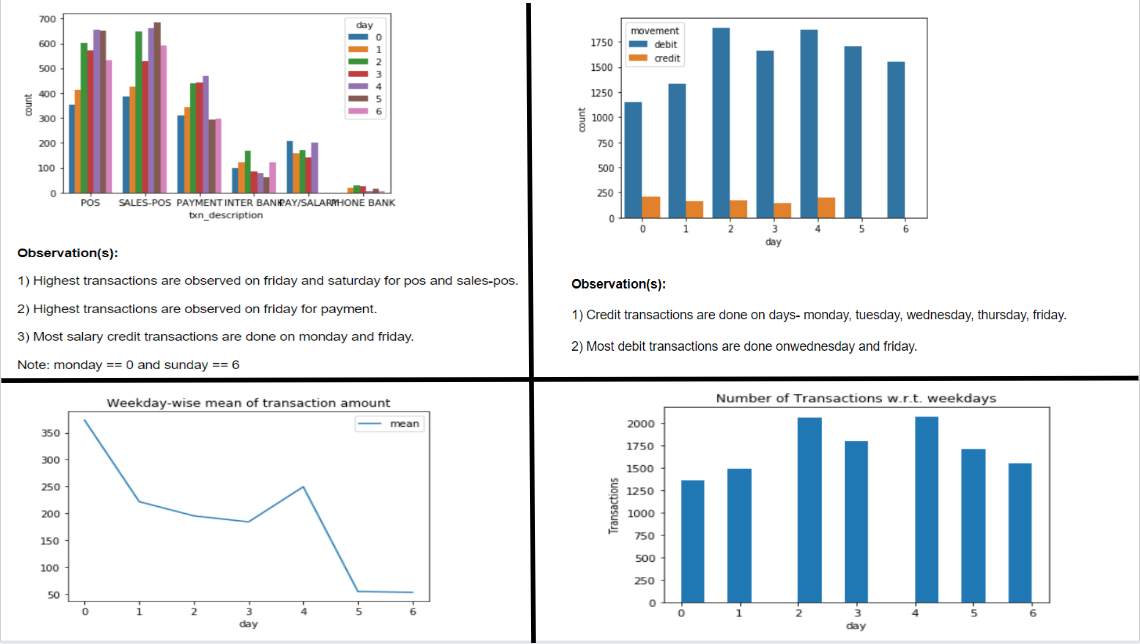 700
600
500
400
300
200
100
0
count
day
0
1
2
3
4
5
6
POS SALES-POS PAYMENT INTER BANK PAY/SALARY PHONE BANK
txn_description
Observation(s):
1) Highest transactions are observed on friday and saturday for pos and sales-pos.
2) Highest transactions are observed on friday for payment.
3) Most salary credit transactions are done on monday and friday.
Note: monday == 0 and sunday == 6
movement
debit
credit
1750
1500
1250
1000
750
500
250
0
count
0 1 2 3 4 5 6
day
Observation(s):
1) Credit transactions are done on days- monday, tuesday, wednesday, thursday, friday.
2) Most debit transactions are done onwednesday and friday.
Weekday-wise mean of transaction amount
mean
350
300
250
200
150
100
50
0 1 2 3 4 5 6
day
Number of Transactions w.r.t. weekdays
2000
1750
1500
1250
1000
750
500
250
0
Transactions
0 1 2 3 4 5 6
day